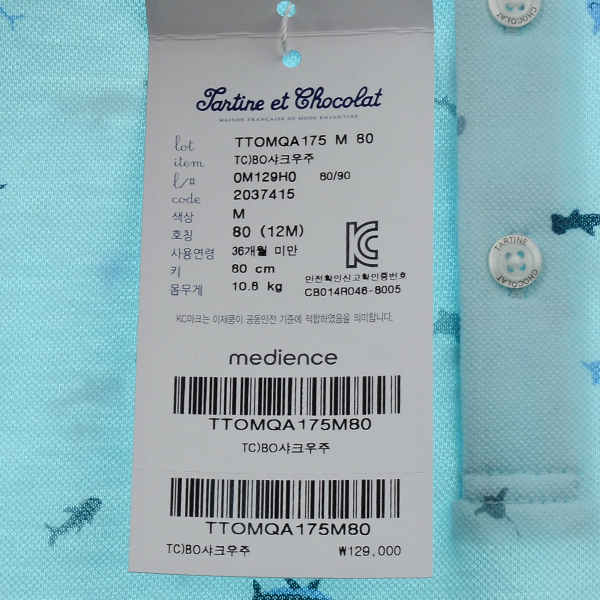 CHOCOLAT
Tartine et Chocolat
MAISON FRANÇAISE DE MODE ENFANTINE
lot TTOMQA175 M 80
item TC)BO샤크우주
l/# 0M129H0 80/90
code 2037415
색상 M
호칭 80 (12M)
사용연령 36개월 미만
키 80 cm
몸무게 10.8 kg
안전확인신고확인증번호
CB014R046-8005
KC마크는 이제품이 공동안전 기준에 적합하였음을 의미합니다.
medience
TTOMQA175M80
TC)BO샤크우주
TTOMQA175M80
TC)BO샤크우주 ₩129,000
TARTINE
CHOCOLAT